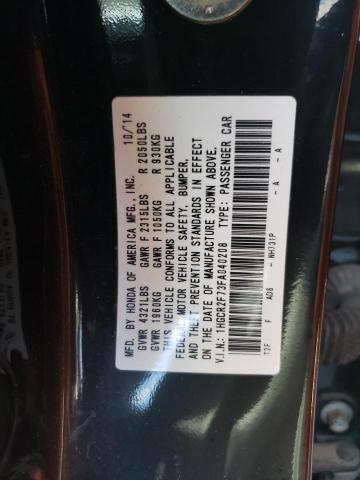 MFD. BY HONDA OF AMERICA MFG., INC. 10/14
GVWR 4321LBS GAWR F 2315LBS R 2050LBS
GVWR 1960KG GAWR F 1050KG R 930KG
THIS VEHICLE CONFORMS TO ALL APPLICABLE
FEDERAL MOTOR VEHICLE SAFETY, BUMPER,
AND THEFT PREVENTION STANDARDS IN EFFECT
ON THE DATE OF MANUFACTURE SHOWN ABOVE.
V.I.N.: 1HGCR2F73FA040208 TYPE: PASSENGER CAR
T2F F AD6 - NH731P - A - A